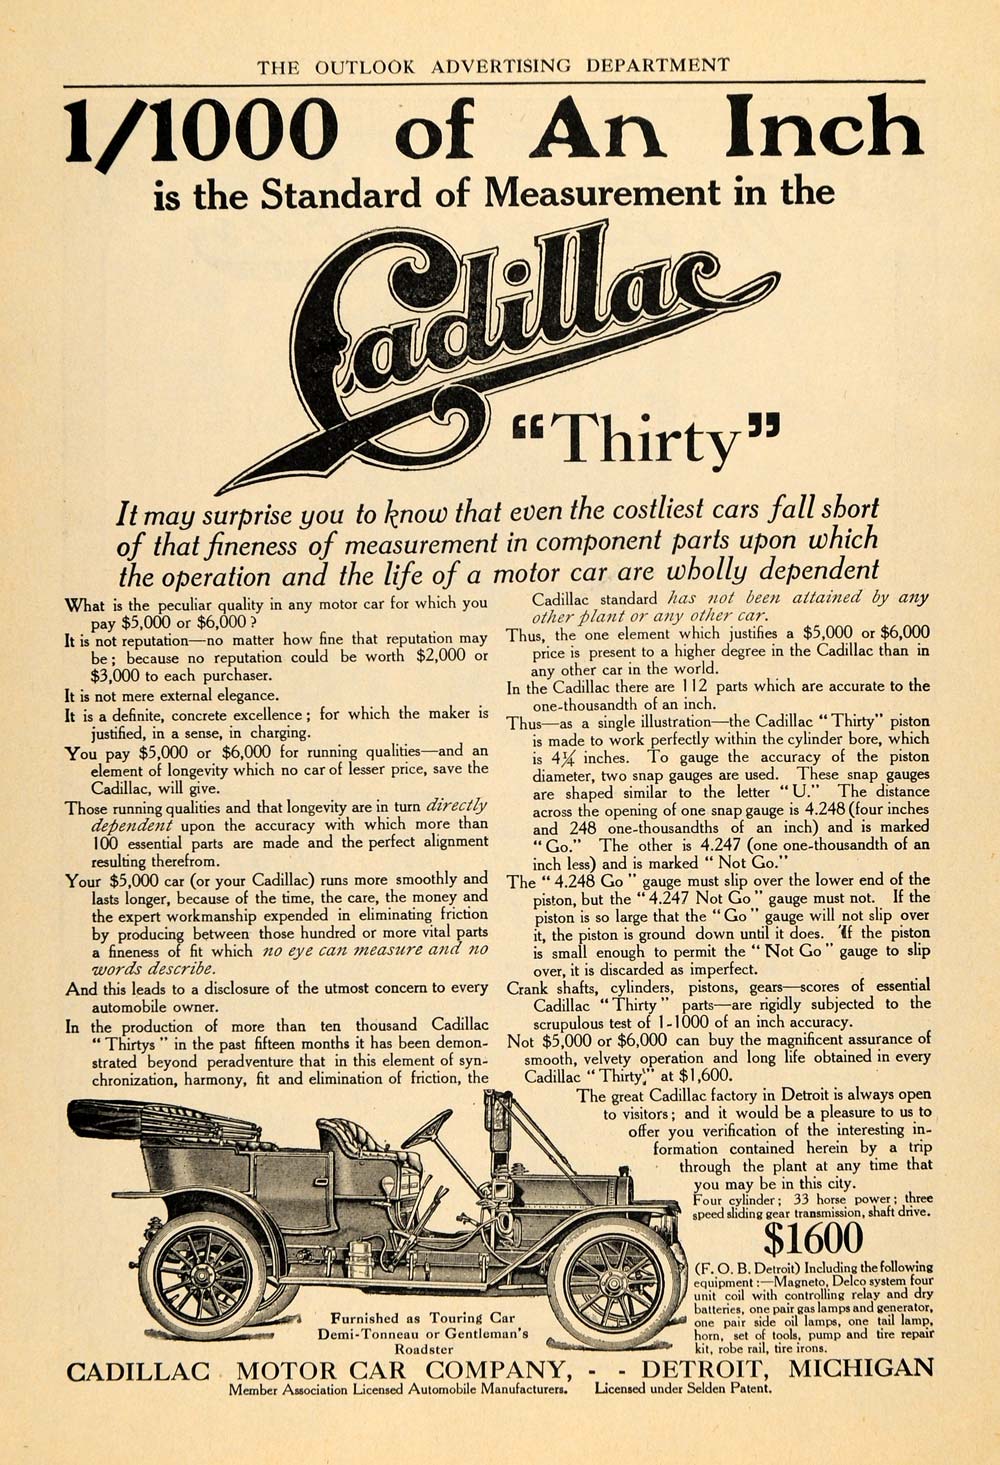 THE OUTLOOK ADVERTISING DEPARTMENT
1/1000 of An Inch
is the Standard of Measurement in the
Cadillac
“Thirty”
It may surprise you to know that even the costliest cars fall short
of that fineness of measurement in component parts upon which
the operation and the life of a motor car are wholly dependent
What is the peculiar quality in any motor car for which you
pay $5,000 or $6,000?
It is not reputation—no matter how fine that reputation may
be; because no reputation could be worth $2,000 or
$3,000 to each purchaser.
It is not mere external elegance.
It is a definite, concrete excellence; for which the maker is
justified, in a sense, in charging.
You pay $5,000 or $6,000 for running qualities—and an
element of longevity which no car of lesser price, save the
Cadillac, will give.
Those running qualities and that longevity are in turn directly
dependent upon the accuracy with which more than
100 essential parts are made and the perfect alignment
resulting therefrom.
Your $5,000 car (or your Cadillac) runs more smoothly and
lasts longer, because of the time, the care, the money and
the expert workmanship expended in eliminating friction
by producing between those hundred or more vital parts
a fineness of fit which no eye can measure and no
words describe.
And this leads to a disclosure of the utmost concern to every
automobile owner.
In the production of more than ten thousand Cadillac
“Thirtys” in the past fifteen months it has been demon-
strated beyond peradventure that in this element of syn-
chronization, harmony, fit and elimination of friction, the
Cadillac standard has not been attained by any
other plant or any other car.
Thus, the one element which justifies a $5,000 or $6,000
price is present to a higher degree in the Cadillac than in
any other car in the world.
In the Cadillac there are 112 parts which are accurate to the
one-thousandth of an inch.
Thus—as a single illustration—the Cadillac “Thirty” piston
is made to work perfectly within the cylinder bore, which
is 4¼ inches. To gauge the accuracy of the piston
diameter, two snap gauges are used. These snap gauges
are shaped similar to the letter “U.” The distance
across the opening of one snap gauge is 4.248 (four inches
and 248 one-thousandths of an inch) and is marked
“Go.” The other is 4.247 (one one-thousandth of an
inch less) and is marked “Not Go.”
The “4.248 Go” gauge must slip over the lower end of the
piston, but the “4.247 Not Go” gauge must not. If the
piston is so large that the “Go” gauge will not slip over
it, the piston is ground down until it does. If the piston
is small enough to permit the “Not Go” gauge to slip
over, it is discarded as imperfect.
Crank shafts, cylinders, pistons, gears—scores of essential
Cadillac “Thirty” parts—are rigidly subjected to the
scrupulous test of 1-1000 of an inch accuracy.
Not $5,000 or $6,000 can buy the magnificent assurance of
smooth, velvety operation and long life obtained in every
Cadillac “Thirty,” at $1,600.
The great Cadillac factory in Detroit is always open
to visitors; and it would be a pleasure to us to
offer you verification of the interesting in-
formation contained herein by a trip
through the plant at any time that
you may be in this city.
Four cylinder; 33 horse power; three
speed sliding gear transmission, shaft drive.
$1600
(F. O. B. Detroit) Including the following
equipment:—Magneto, Delco system four
unit coil with controlling relay and dry
batteries, one pair gas lamps and generator,
one pair side oil lamps, one tail lamp,
horn, set of tools, pump and tire repair
kit, robe rail, tire irons.
Furnished as Touring Car
Demi-Tonneau or Gentleman's
Roadster
CADILLAC MOTOR CAR COMPANY, - - DETROIT, MICHIGAN
Member Association Licensed Automobile Manufacturers. Licensed under Selden Patent.